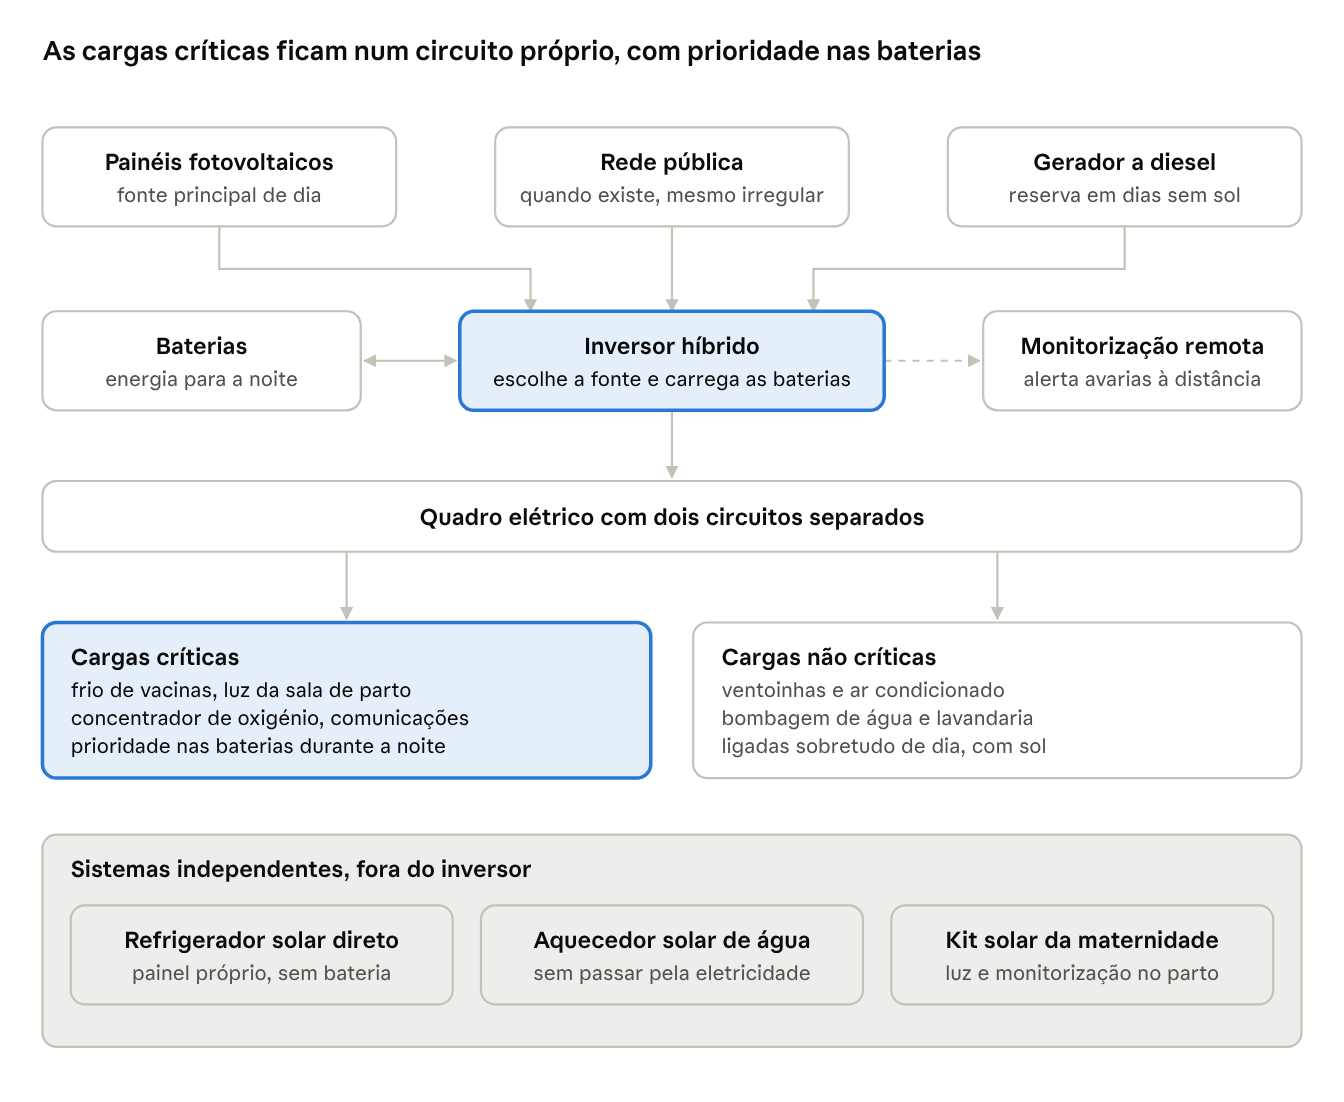 As cargas críticas ficam num circuito próprio, com prioridade nas baterias
Painéis fotovoltaicos
fonte principal de dia
Rede pública
quando existe, mesmo irregular
Gerador a diesel
reserva em dias sem sol
Baterias
energia para a noite
Inversor híbrido
escolhe a fonte e carrega as baterias
Monitorização remota
alerta avarias à distância
Quadro elétrico com dois circuitos separados
Cargas críticas
frio de vacinas, luz da sala de parto
concentrador de oxigénio, comunicações
prioridade nas baterias durante a noite
Cargas não críticas
ventoinhas e ar condicionado
bombagem de água e lavandaria
ligadas sobretudo de dia, com sol
Sistemas independentes, fora do inversor
Refrigerador solar direto
painel próprio, sem bateria
Aquecedor solar de água
sem passar pela eletricidade
Kit solar da maternidade
luz e monitorização no parto